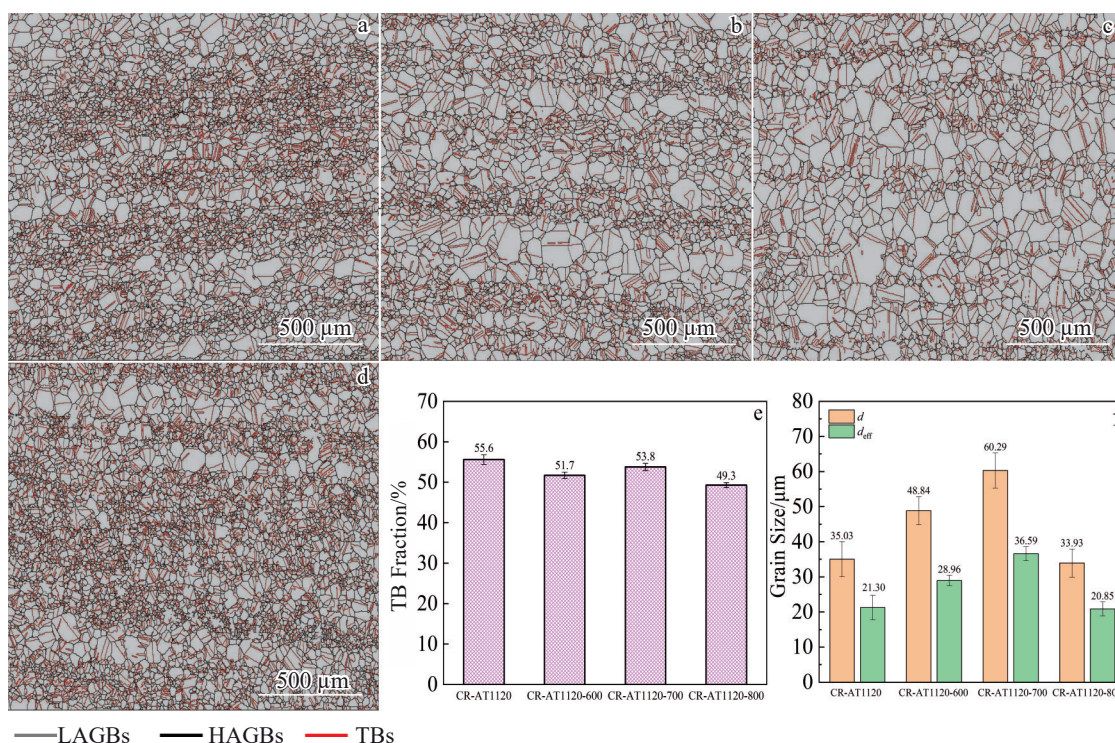 a
500 μm
b
500 μm
c
500 μm
d
500 μm
LAGBs
HAGBs
TBs
e
TB Fraction/%
70
60
50
40
30
20
10
0
55.6
51.7
53.8
49.3
CR-AT1120
CR-AT1120-600
CR-AT1120-700
CR-AT1120-800
Grain Size/μm
80
70
60
50
40
30
20
10
0
d
d_eff
35.03
21.30
48.84
28.96
60.29
36.59
33.93
20.85
CR-AT1120
CR-AT1120-600
CR-AT1120-700
CR-AT1120-80